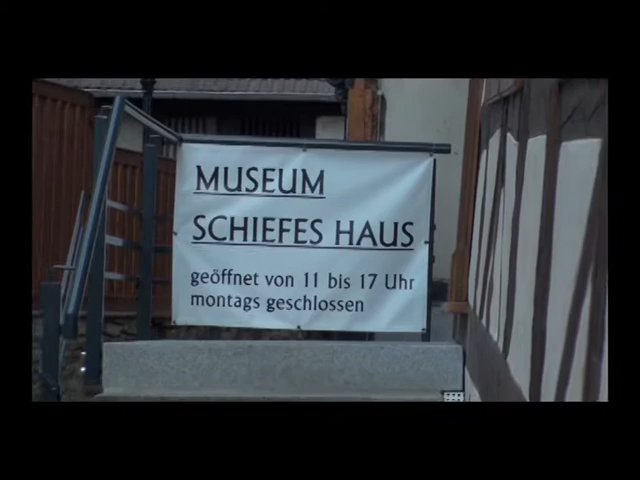 MUSEUM
SCHIEFES HAUS
geöffnet von 11 bis 17 Uhr
montags geschlossen